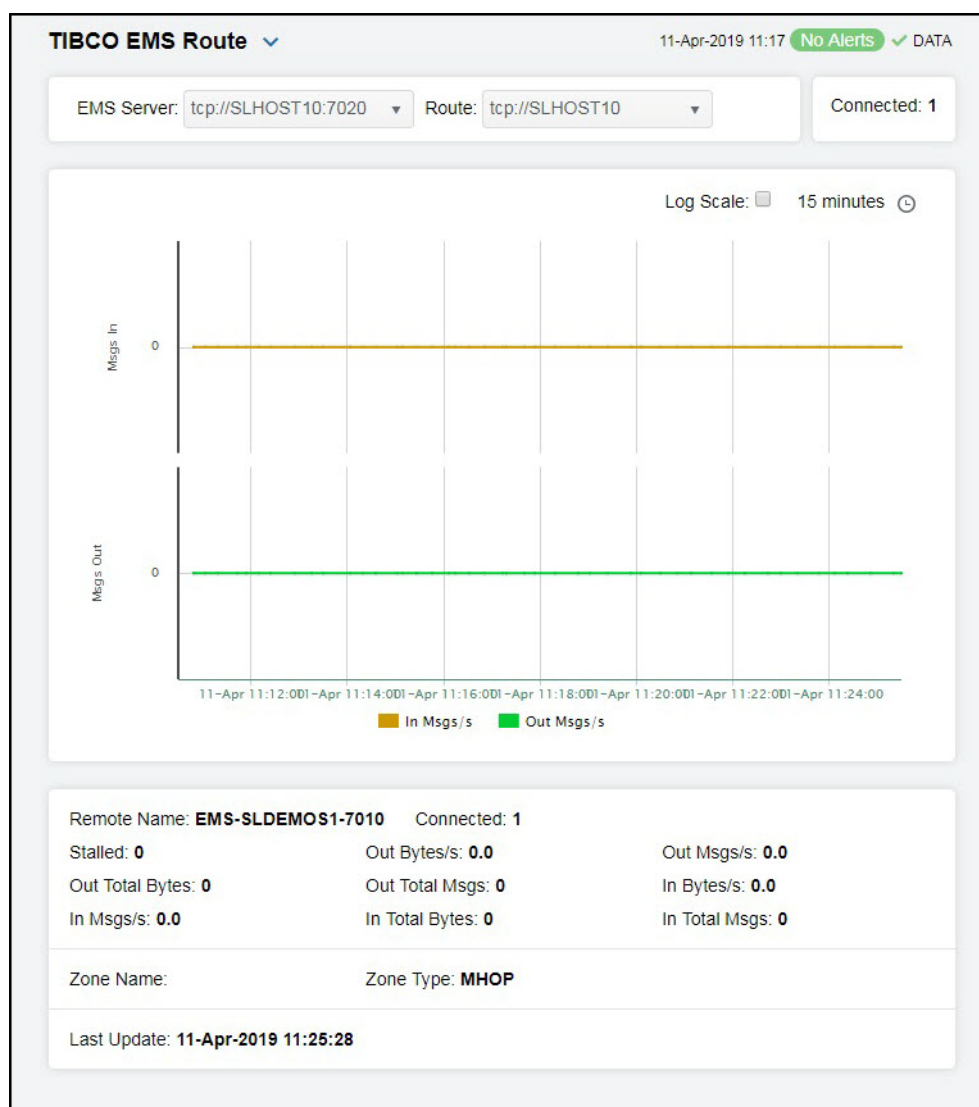 TIBCO EMS Route
11-Apr-2019 11:17 No Alerts DATA
EMS Server: tcp://SLHOST10:7020 Route: tcp://SLHOST10
Connected: 1
Log Scale: 15 minutes
Msgs In
0
Msgs Out
0
11-Apr 11:12:00 01-Apr 11:14:00 01-Apr 11:16:00 01-Apr 11:18:00 01-Apr 11:20:00 01-Apr 11:22:00 01-Apr 11:24:00
In Msgs/s Out Msgs/s
Remote Name: EMS-SLDEMOS1-7010 Connected: 1
Stalled: 0 Out Bytes/s: 0.0 Out Msgs/s: 0.0
Out Total Bytes: 0 Out Total Msgs: 0 In Bytes/s: 0.0
In Msgs/s: 0.0 In Total Bytes: 0 In Total Msgs: 0
Zone Name: Zone Type: MHOP
Last Update: 11-Apr-2019 11:25:28